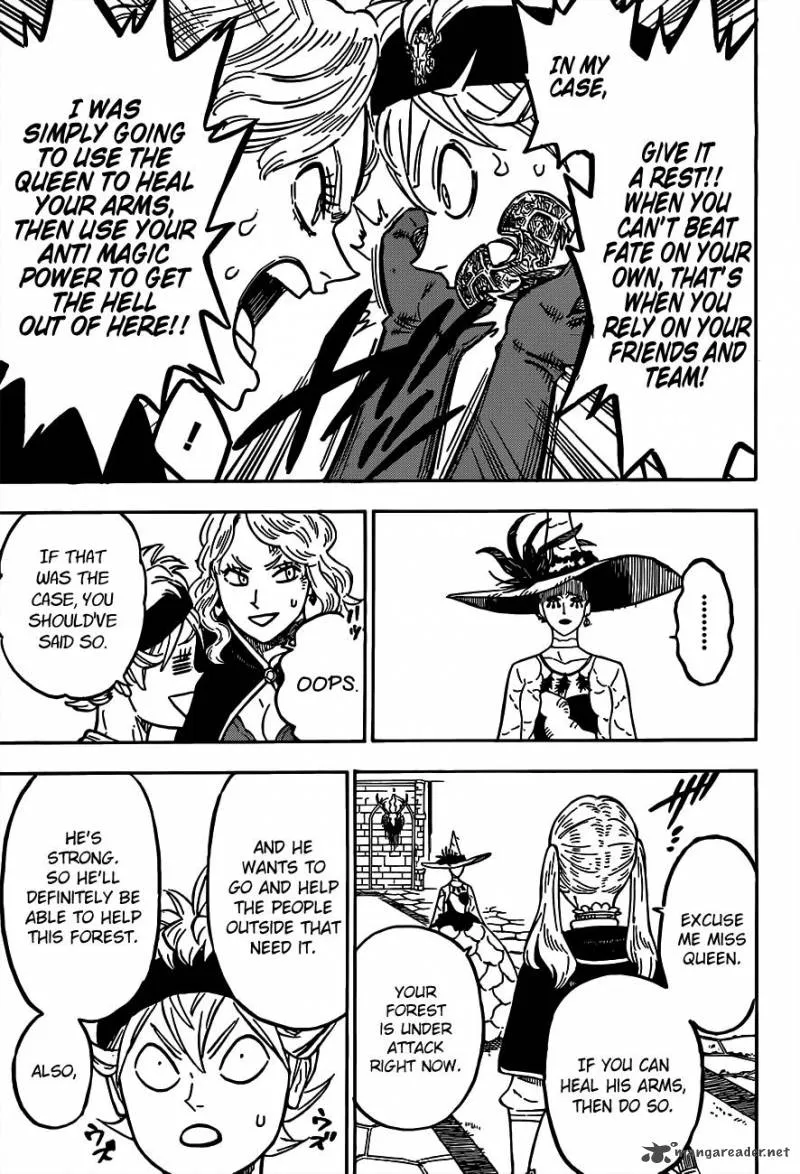 IN MY
CASE,
GIVE IT
A REST!!
WHEN YOU
CAN'T BEAT
FATE ON YOUR
OWN, THAT'S
WHEN YOU
RELY ON YOUR
FRIENDS AND
TEAM!
I WAS
SIMPLY GOING
TO USE THE
QUEEN TO HEAL
YOUR ARMS,
THEN USE YOUR
ANTI MAGIC
POWER TO GET
THE HELL
OUT OF HERE!!
!
........
OOPS.
IF THAT
WAS THE
CASE, YOU
SHOULD'VE
SAID SO.
EXCUSE
ME MISS
QUEEN.
YOUR
FOREST
IS UNDER
ATTACK
RIGHT NOW.
IF YOU CAN
HEAL HIS ARMS,
THEN DO SO.
AND HE
WANTS TO
GO AND HELP
THE PEOPLE
OUTSIDE THAT
NEED IT.
HE'S
STRONG.
SO HE'LL
DEFINITELY BE
ABLE TO HELP
THIS FOREST.
ALSO,
mangareader.net